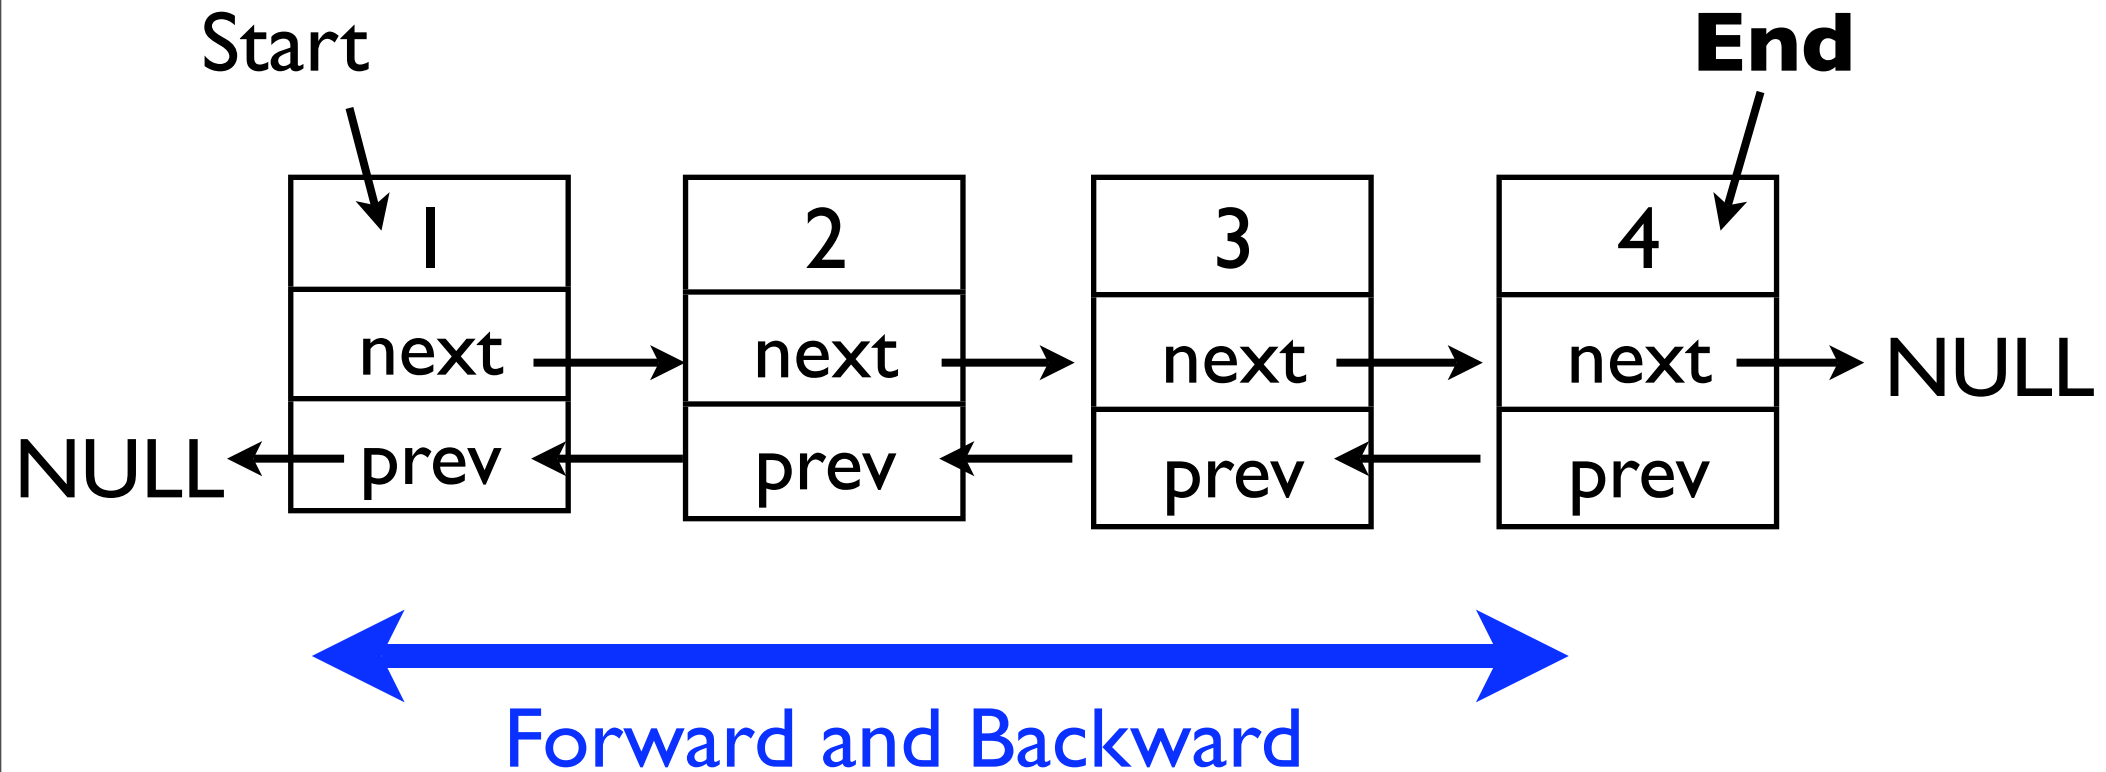 Start
End
1
2
3
4
next
next
next
next
NULL
NULL
prev
prev
prev
prev
Forward and Backward